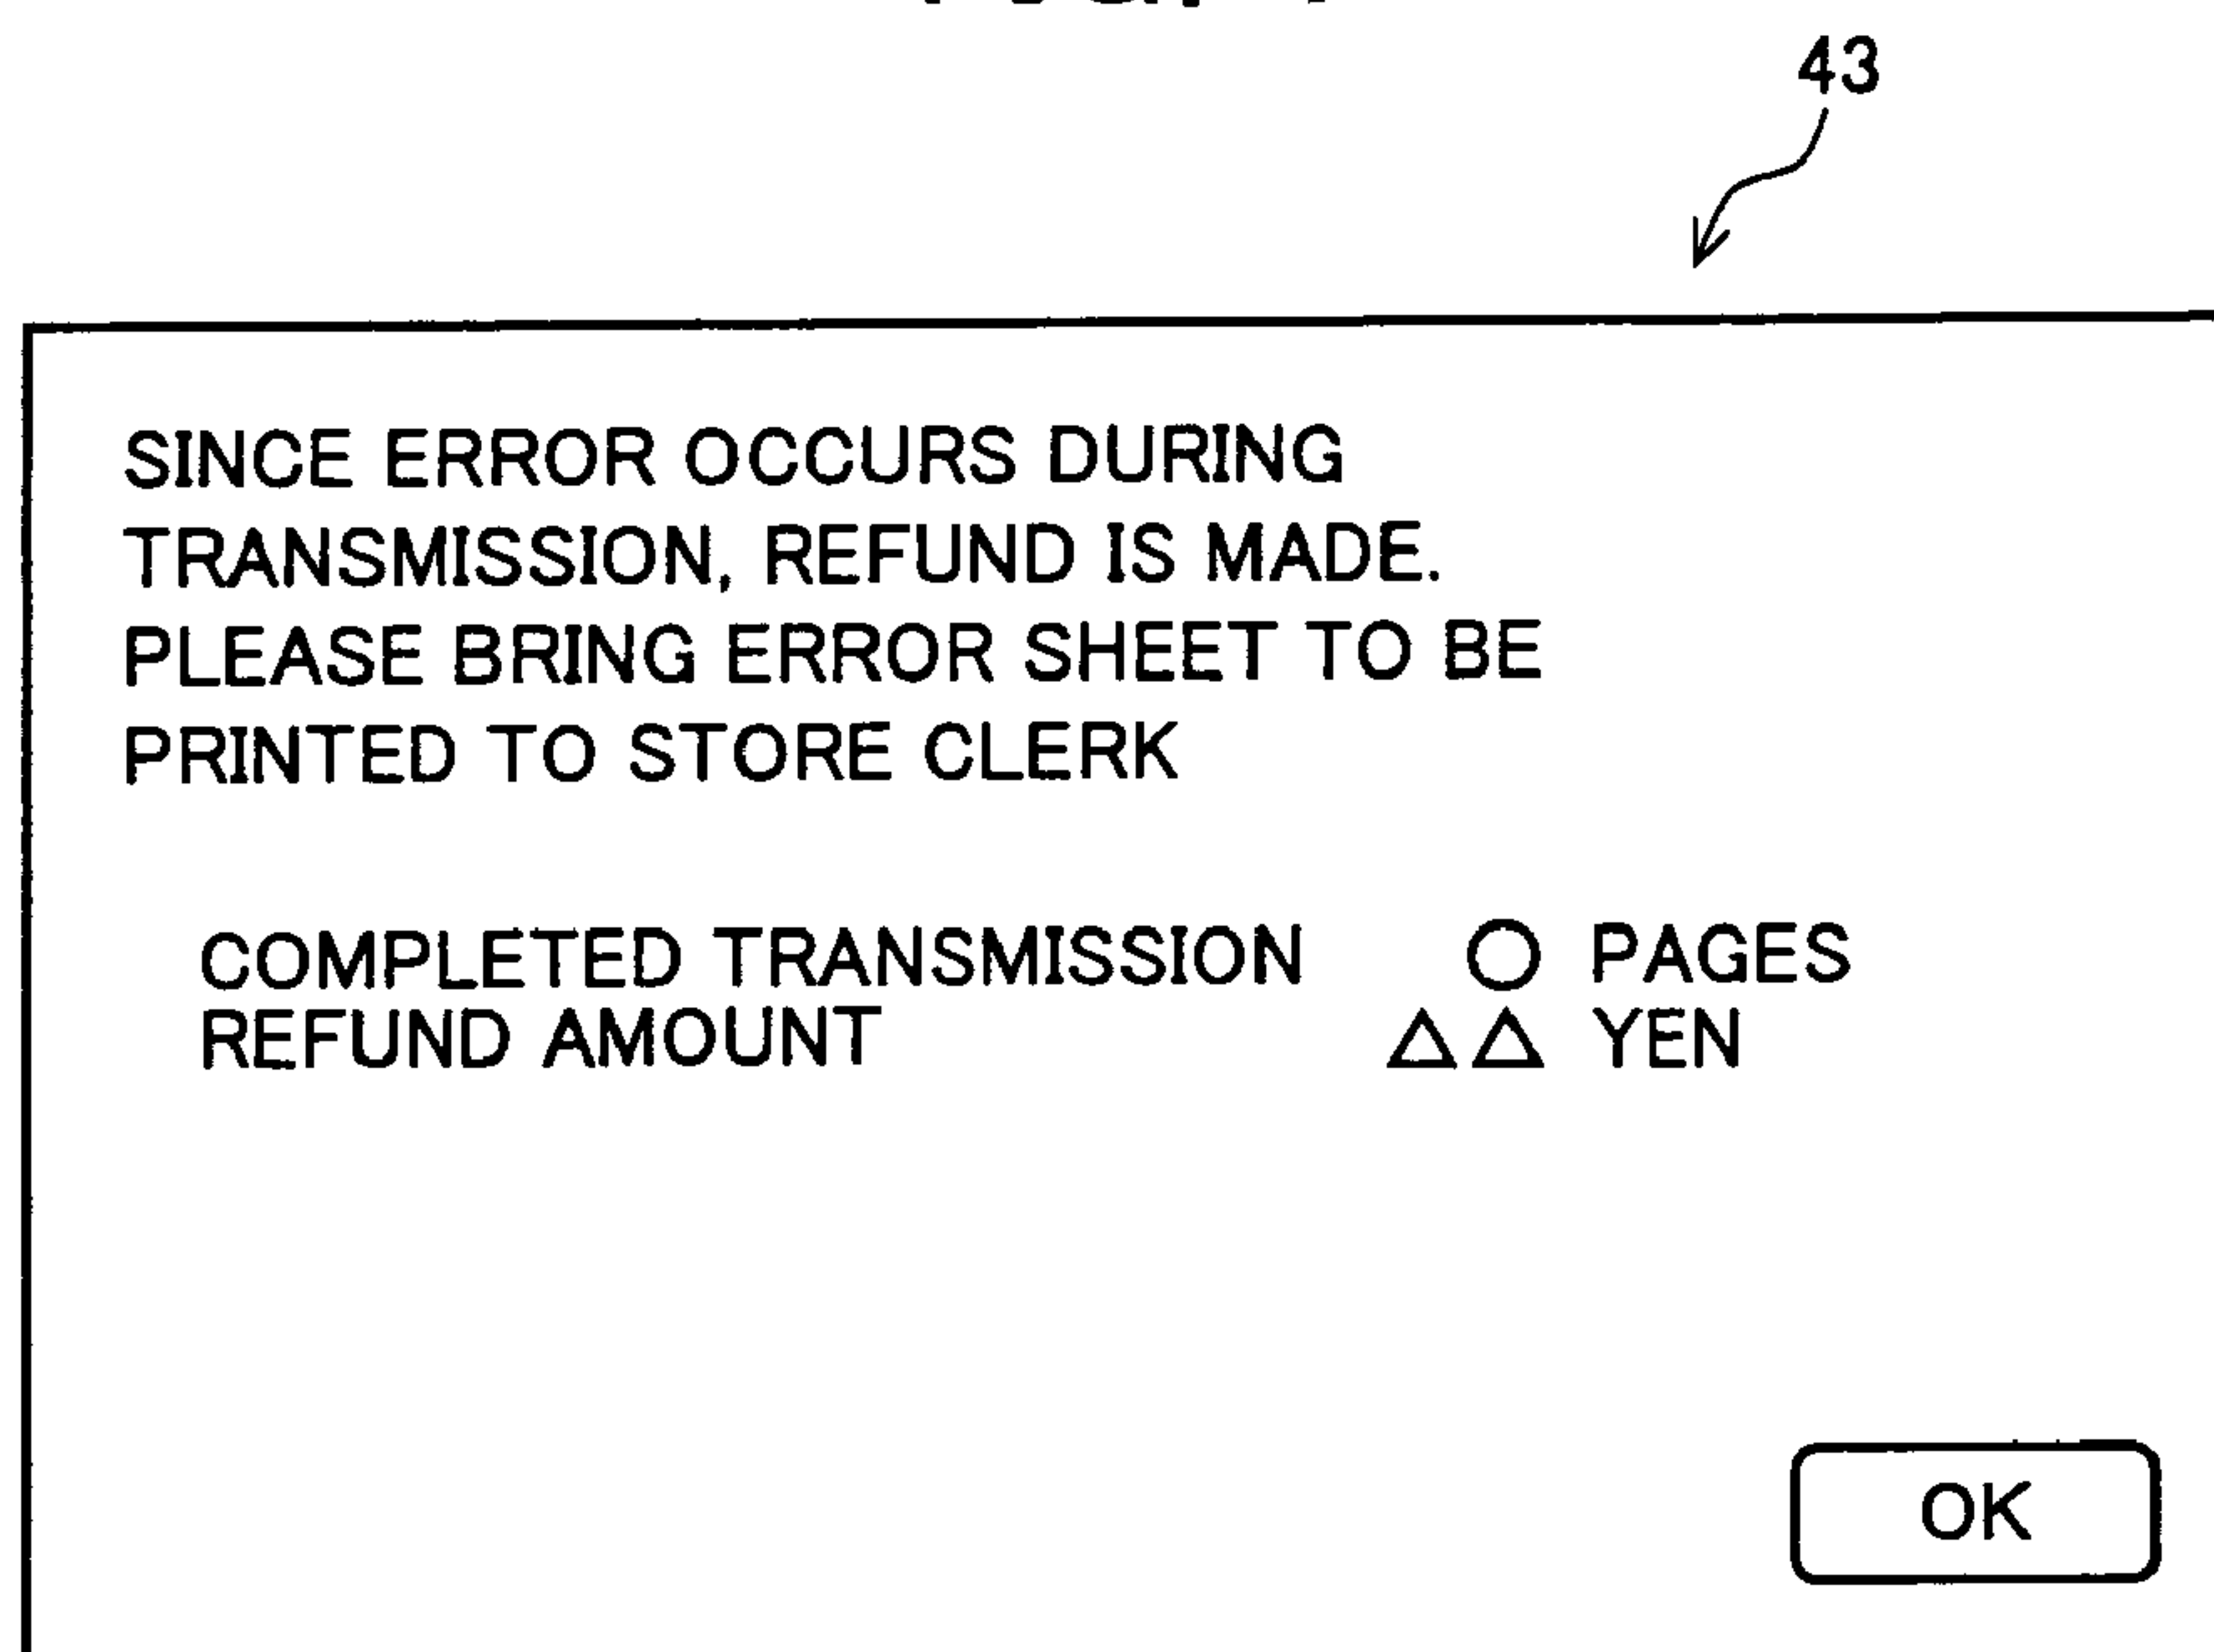 43
SINCE ERROR OCCURS DURING
TRANSMISSION, REFUND IS MADE.
PLEASE BRING ERROR SHEET TO BE
PRINTED TO STORE CLERK
COMPLETED TRANSMISSION ○ PAGES
REFUND AMOUNT △△ YEN
OK